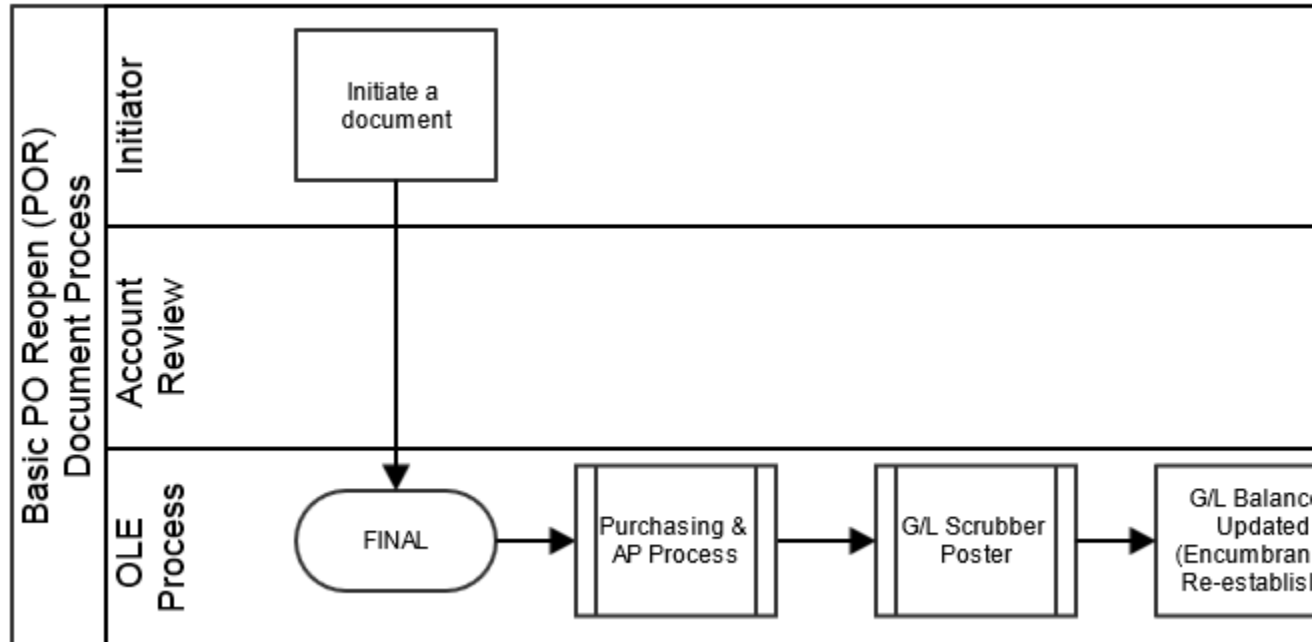 Basic PO Reopen (POR)
Document Process
Initiator
Initiate a
document
Account
Review
OLE
Process
FINAL
Purchasing &
AP Process
G/L Scrubber
Poster
G/L
Updated